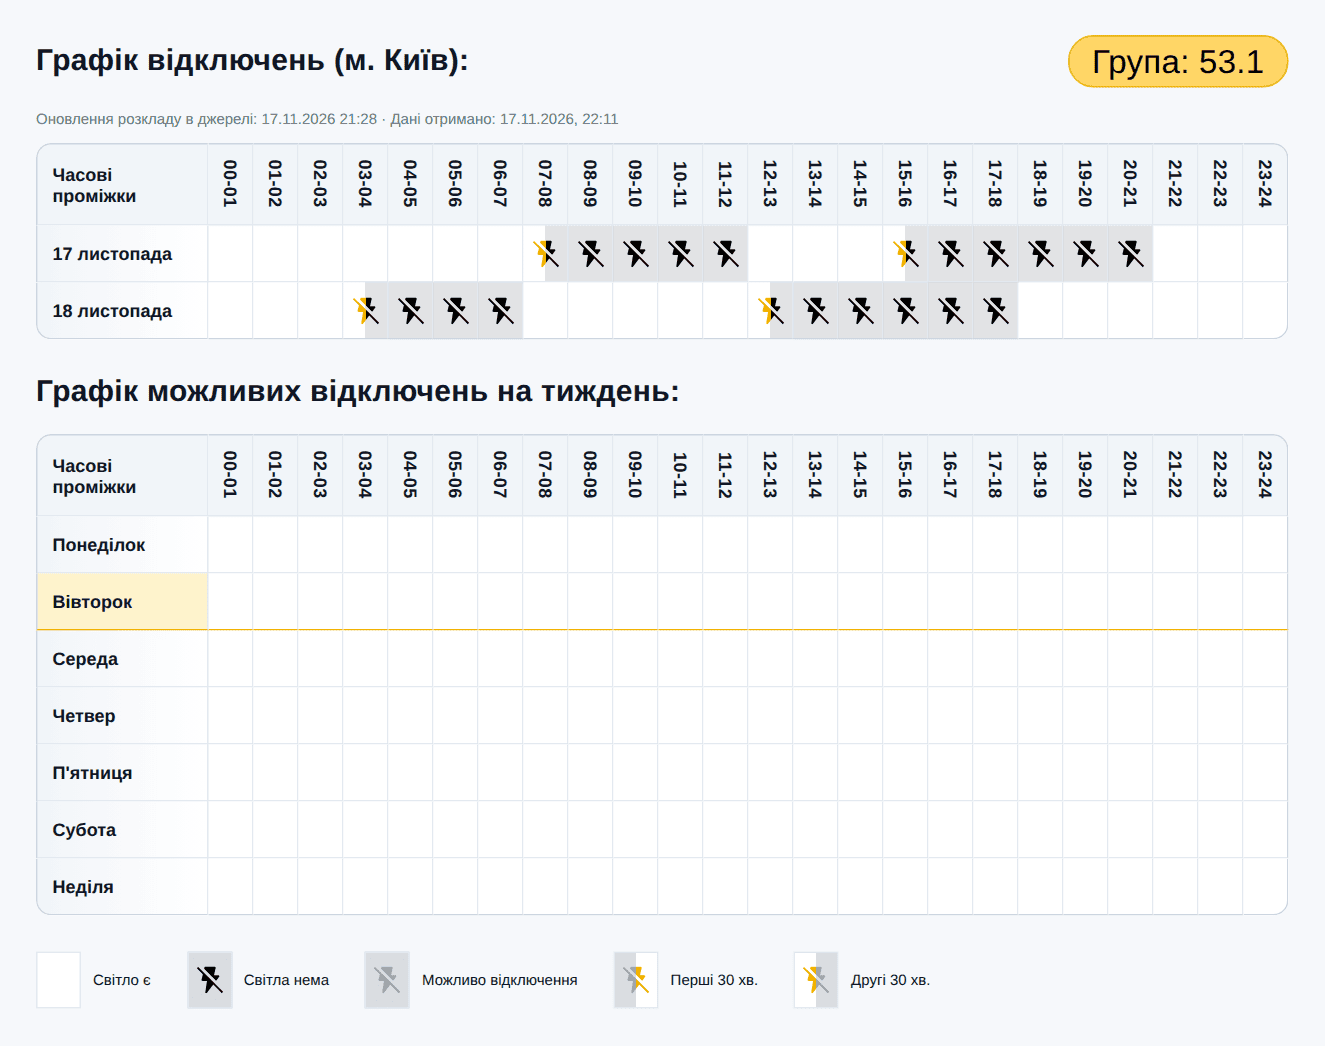 Графік відключень (м. Київ):
Група: 53.1
Оновлення розкладу в джерелі: 17.11.2026 21:28 · Дані отримано: 17.11.2026, 22:11
Часові проміжки 00-01 01-02 02-03 03-04 04-05 05-06 06-07 07-08 08-09 09-10 10-11 11-12 12-13 13-14 14-15 15-16 16-17 17-18 18-19 19-20 20-21 21-22 22-23 23-24
17 листопада
18 листопада
Графік можливих відключень на тиждень:
Часові проміжки 00-01 01-02 02-03 03-04 04-05 05-06 06-07 07-08 08-09 09-10 10-11 11-12 12-13 13-14 14-15 15-16 16-17 17-18 18-19 19-20 20-21 21-22 22-23 23-24
Понеділок
Вівторок
Середа
Четвер
П'ятниця
Субота
Неділя
Світло є Світла нема Можливо відключення Перші 30 хв. Другі 30 хв.